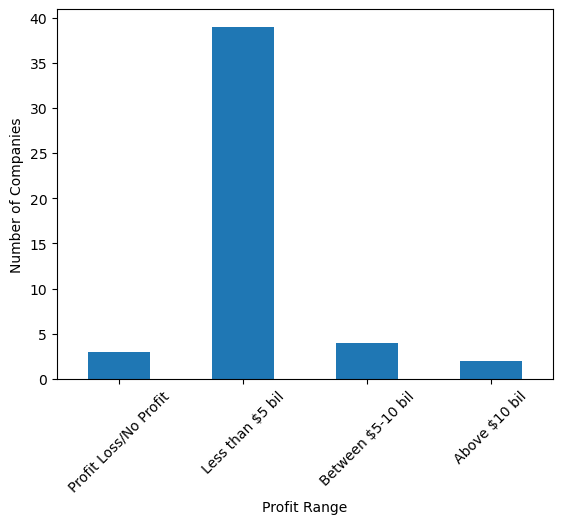 40
35
30
25
20
15
10
5
0
Number of Companies
Profit Loss/No Profit
Less than $5 bil
Between $5-10 bil
Above $10 bil
Profit Range